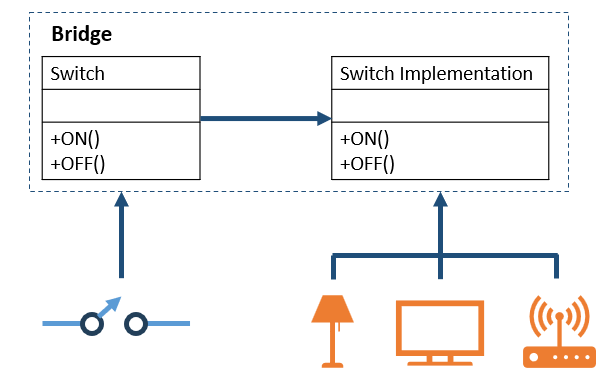 Bridge
Switch
+ON()
+OFF()
Switch Implementation
+ON()
+OFF()